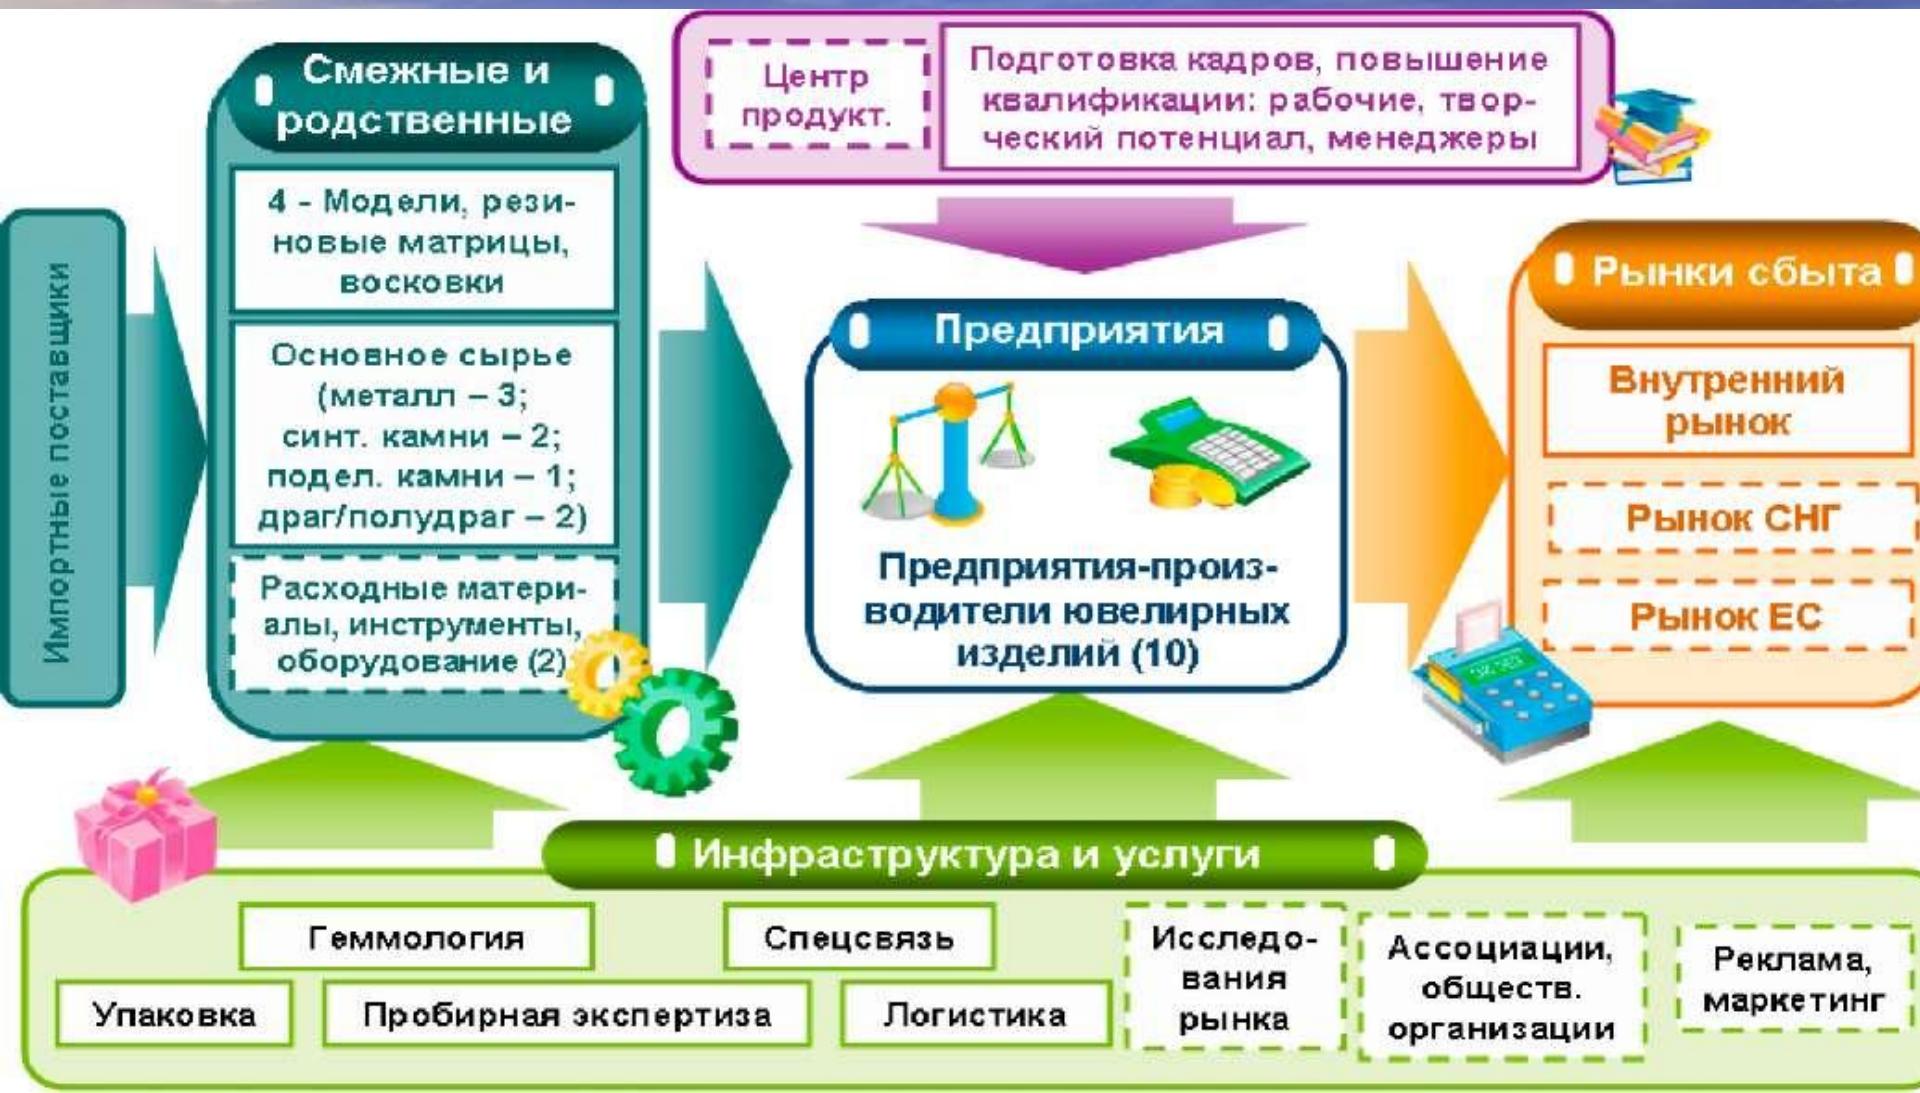 Импортные поставщики
Смежные и
родственные
4 - Модели, рези-
новые матрицы,
восковки
Основное сырье
(металл – 3;
синт. камни – 2;
подел. камни – 1;
драг/полудраг – 2)
Расходные матери-
алы, инструменты,
оборудование (2)
Центр
продукт.
Подготовка кадров, повышение
квалификации: рабочие, твор-
ческий потенциал, менеджеры
Предприятия
Предприятия-произ-
водители ювелирных
изделий (10)
Рынки сбыта
Внутренний
рынок
Рынок СНГ
Рынок ЕС
Инфраструктура и услуги
Геммология
Спецсвязь
Упаковка
Пробирная экспертиза
Логистика
Исследо-
вания
рынка
Ассоциации,
обществ.
организации
Реклама,
маркетинг